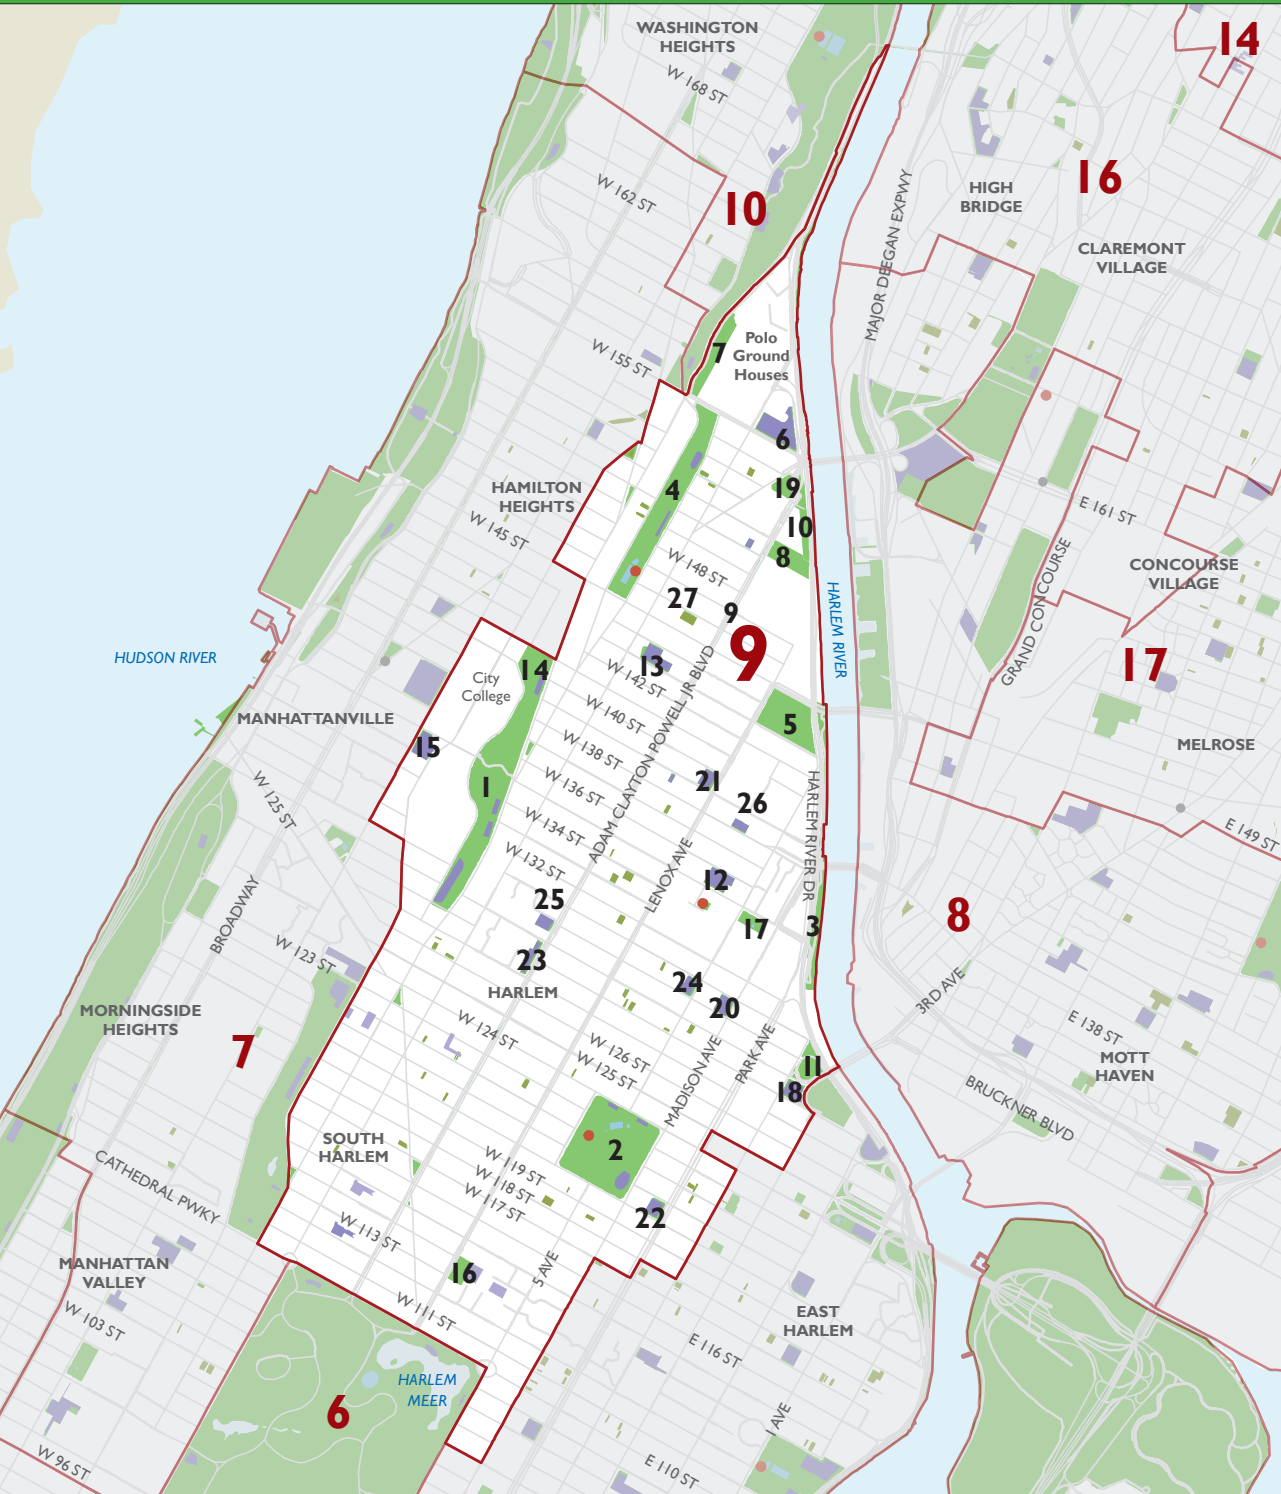 WASHINGTON
HEIGHTS
14
W 168 ST
16
HIGH
BRIDGE
W 162 ST
10
MAJOR DEEGAN EXPWY
CLAREMONT
VILLAGE
W 155 ST
7
Polo
Ground
Houses
6
HAMILTON
HEIGHTS
4
19
W 145 ST
10
E 161 ST
8
W 148 ST
CONCOURSE
VILLAGE
GRAND CONCOURSE
27
9
HARLEM RIVER
9
HUDSON RIVER
13
17
14
City
College
W 142 ST
ADAM CLAYTON POWELL JR BLVD
MANHATTANVILLE
W 140 ST
5
15
W 138 ST
MELROSE
1
W 136 ST
21
26
W 125 ST
W 134 ST
HARLEM RIVER DR
E 149 ST
W 132 ST
LENOX AVE
12
25
BROADWAY
17
3
8
W 123 ST
23
24
HARLEM
20
3RD AVE
MORNINGSIDE
HEIGHTS
W 124 ST
E 138 ST
7
W 126 ST
W 125 ST
MADISON AVE
PARK AVE
11
MOTT
HAVEN
18
BRUCKNER BLVD
SOUTH
HARLEM
2
CATHEDRAL PWKY
W 119 ST
W 118 ST
W 117 ST
22
W 113 ST
MANHATTAN
VALLEY
16
5 AVE
W 111 ST
W 103 ST
EAST
HARLEM
E 116 ST
HARLEM
MEER
6
1 AVE
W 96 ST
E 110 ST